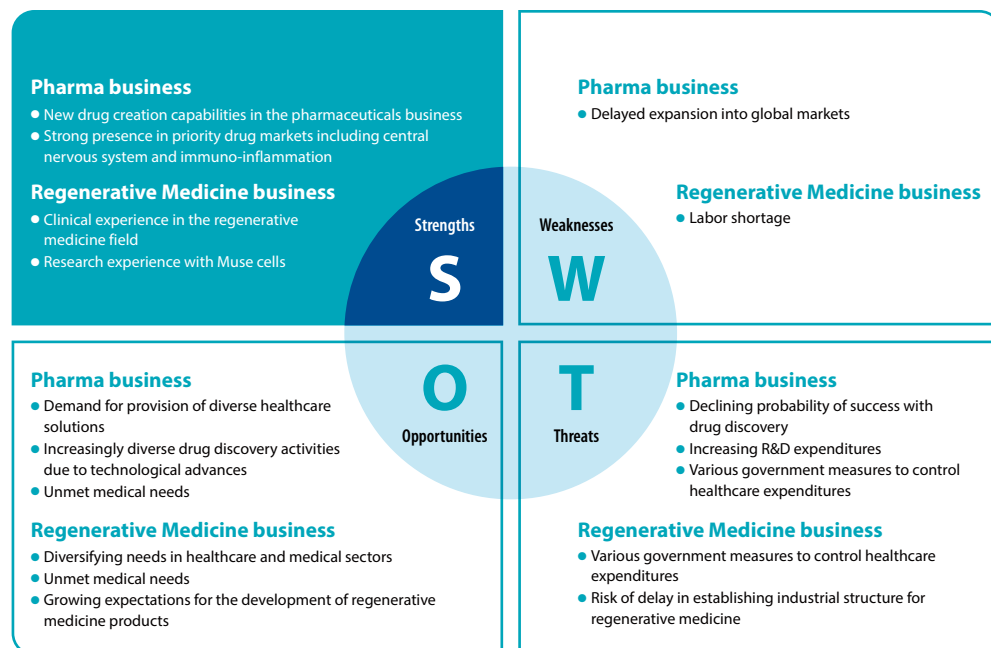 Pharma business
● New drug creation capabilities in the pharmaceuticals business
● Strong presence in priority drug markets including central
nervous system and immuno-inflammation
Regenerative Medicine business
● Clinical experience in the regenerative
medicine field
● Research experience with Muse cells
Strengths
S
Pharma business
● Delayed expansion into global markets
Regenerative Medicine business
● Labor shortage
Weaknesses
W
Pharma business
● Demand for provision of diverse healthcare
solutions
● Increasingly diverse drug discovery activities
due to technological advances
● Unmet medical needs
Regenerative Medicine business
● Diversifying needs in healthcare and medical sectors
● Unmet medical needs
● Growing expectations for the development of regenerative
medicine products
O
Opportunities
T
Threats
Pharma business
● Declining probability of success with
drug discovery
● Increasing R&D expenditures
● Various government measures to control
healthcare expenditures
Regenerative Medicine business
● Various government measures to control healthcare
expenditures
● Risk of delay in establishing industrial structure for
regenerative medicine